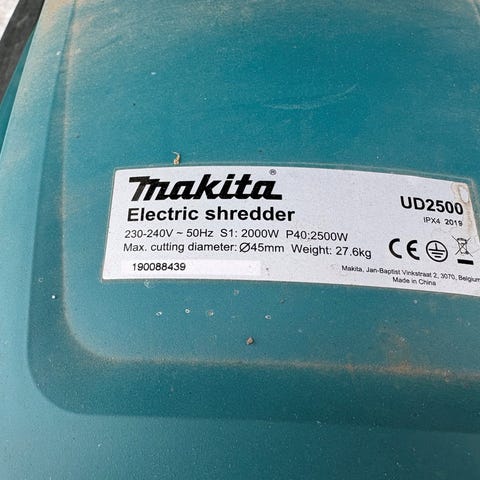 makita®
Electric shredder
UD2500
IPX4 2019
230-240V ~ 50Hz S1: 2000W P40:2500W
Max. cutting diameter: Ø45mm Weight: 27.6kg
CE
190088439
Makita, Jan-Baptist Vinkstraat 2, 3070, Belgium
Made in China